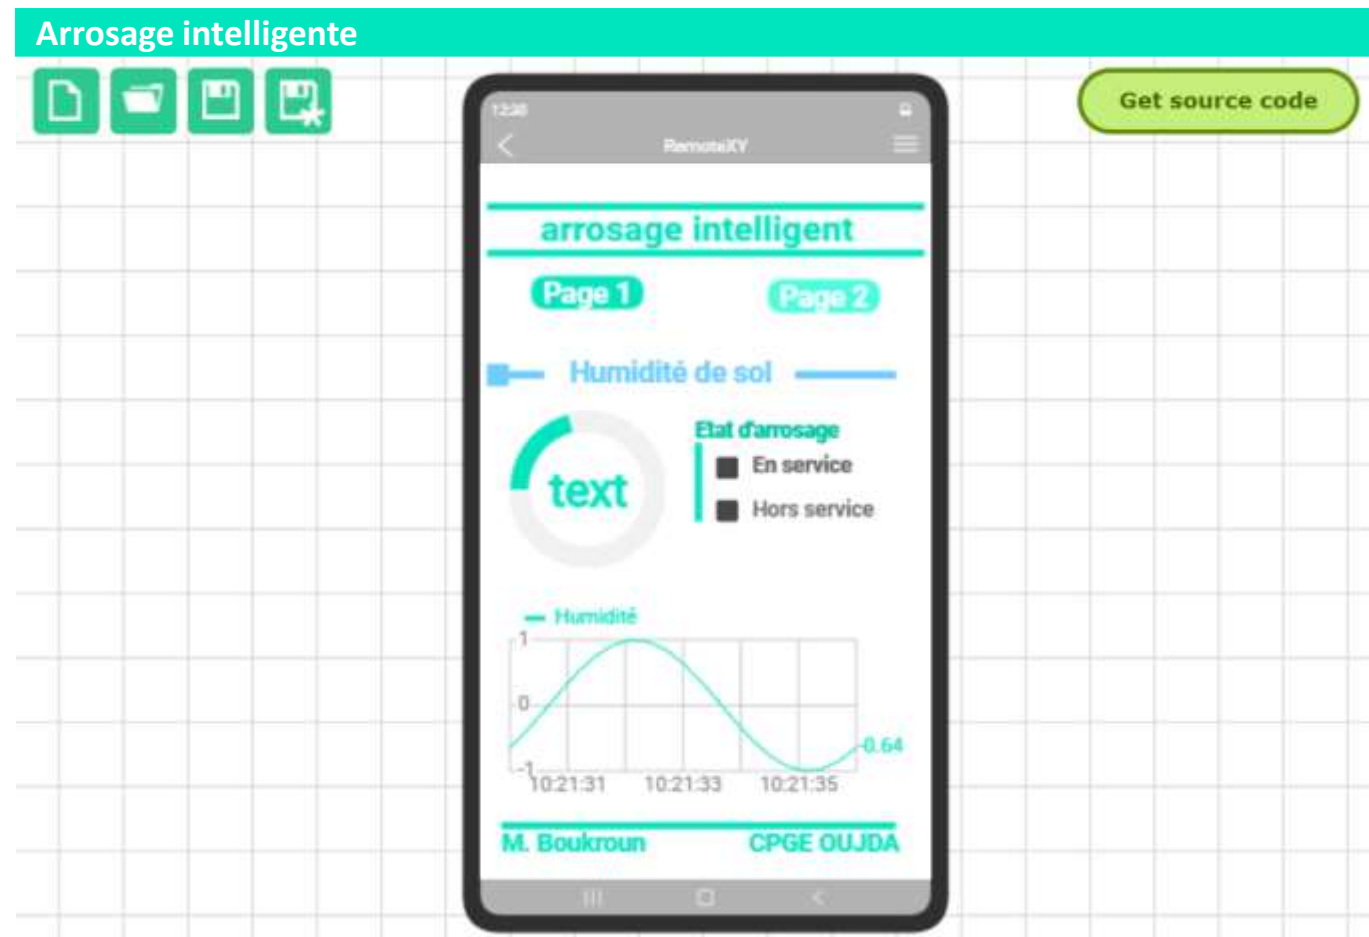 Arrosage intelligente
Get source code
12:30
RemoteXY
arrosage intelligent
Page 1
Page 2
Humidité de sol
Etat d'arrosage
En service
text
Hors service
Humidité
1
0
-0.64
-1
10:21:31 10:21:33 10:21:35
M. Boukroun
CPGE OUJDA